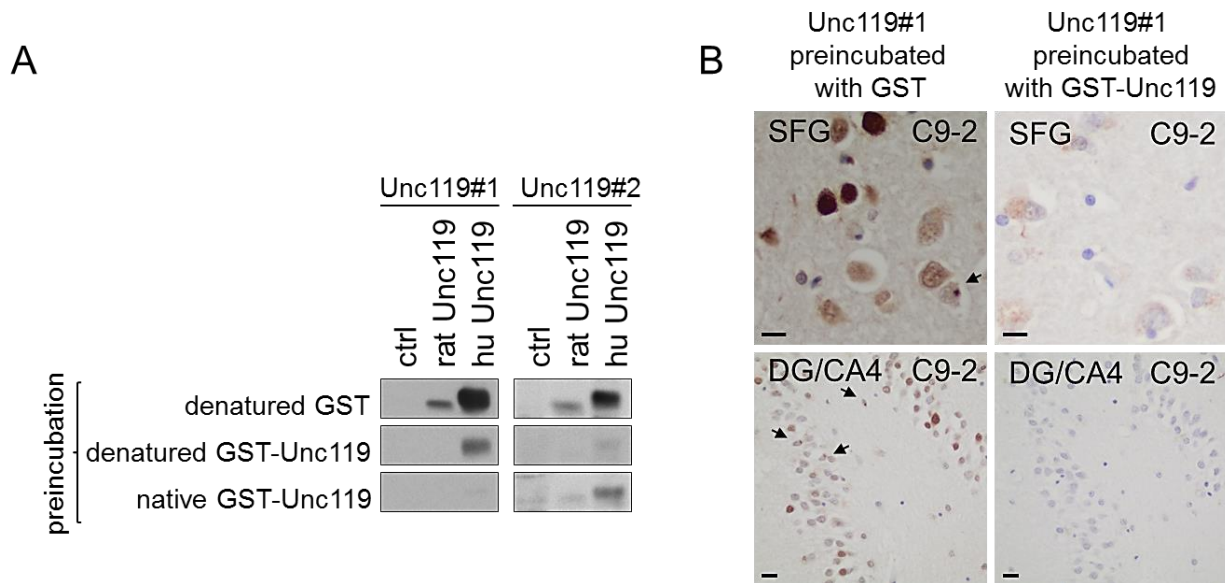 A
Unc119#1
Unc119#2
ctrl
rat Unc119
hu Unc119
ctrl
rat Unc119
hu Unc119
preincubation
denatured GST
denatured GST-Unc119
native GST-Unc119
B
Unc119#1
preincubated
with GST
Unc119#1
preincubated
with GST-Unc119
SFG C9-2
SFG C9-2
DG/CA4 C9-2
DG/CA4 C9-2